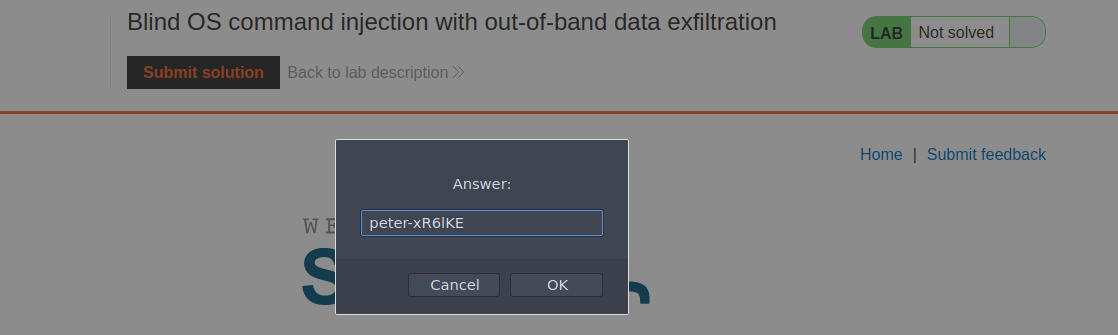 Blind OS command injection with out-of-band data exfiltration
LAB Not solved
Submit solution Back to lab description
Home | Submit feedback
Answer:
peter-xR6lKE
WE
S
Cancel OK